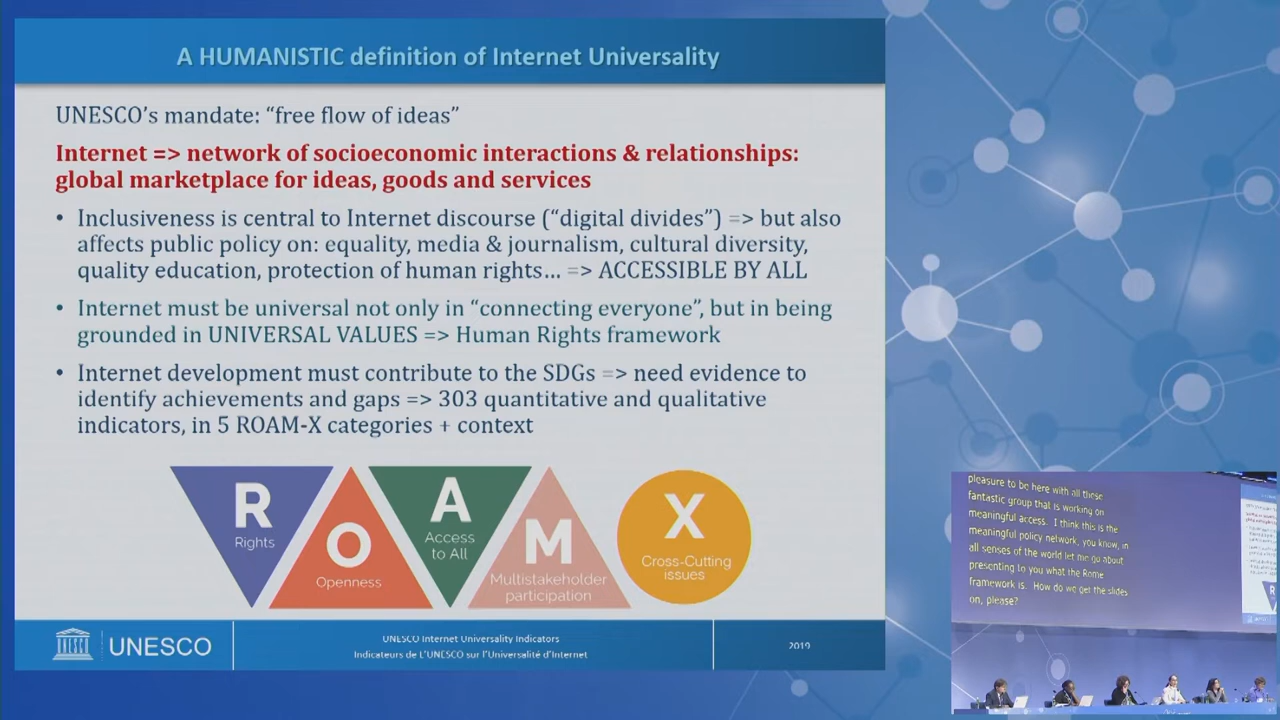 A HUMANISTIC definition of Internet Universality
UNESCO's mandate: “free flow of ideas”
Internet => network of socioeconomic interactions & relationships:
global marketplace for ideas, goods and services
• Inclusiveness is central to Internet discourse (“digital divides”) => but also
affects public policy on: equality, media & journalism, cultural diversity,
quality education, protection of human rights… => ACCESSIBLE BY ALL
• Internet must be universal not only in “connecting everyone”, but in being
grounded in UNIVERSAL VALUES => Human Rights framework
• Internet development must contribute to the SDGs => need evidence to
identify achievements and gaps => 303 quantitative and qualitative
indicators, in 5 ROAM-X categories + context
R
Rights
O
Openness
A
Access
to All
M
Multistakeholder
participation
X
Cross-Cutting
issues
UNESCO
UNESCO
UNESCO Internet Universality Indicators
Indicateurs de L'UNESCO sur l'Universalité d'Internet
2019
pleasure to be here with all these
fantastic group that is working on
meaningful access. I think this is the
meaningful policy network, you know, in
all senses of the world let me go about
presenting to you what the Rome
framework is. How do we get the slides
on, please?